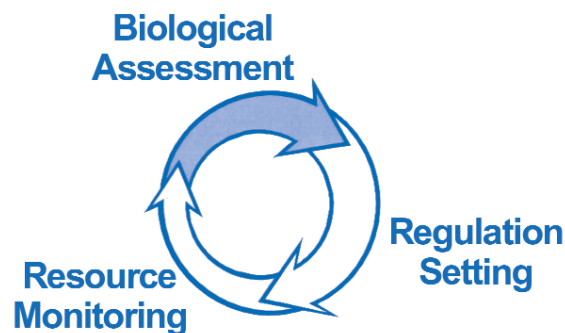 Biological
Assessment
Regulation
Setting
Resource
Monitoring